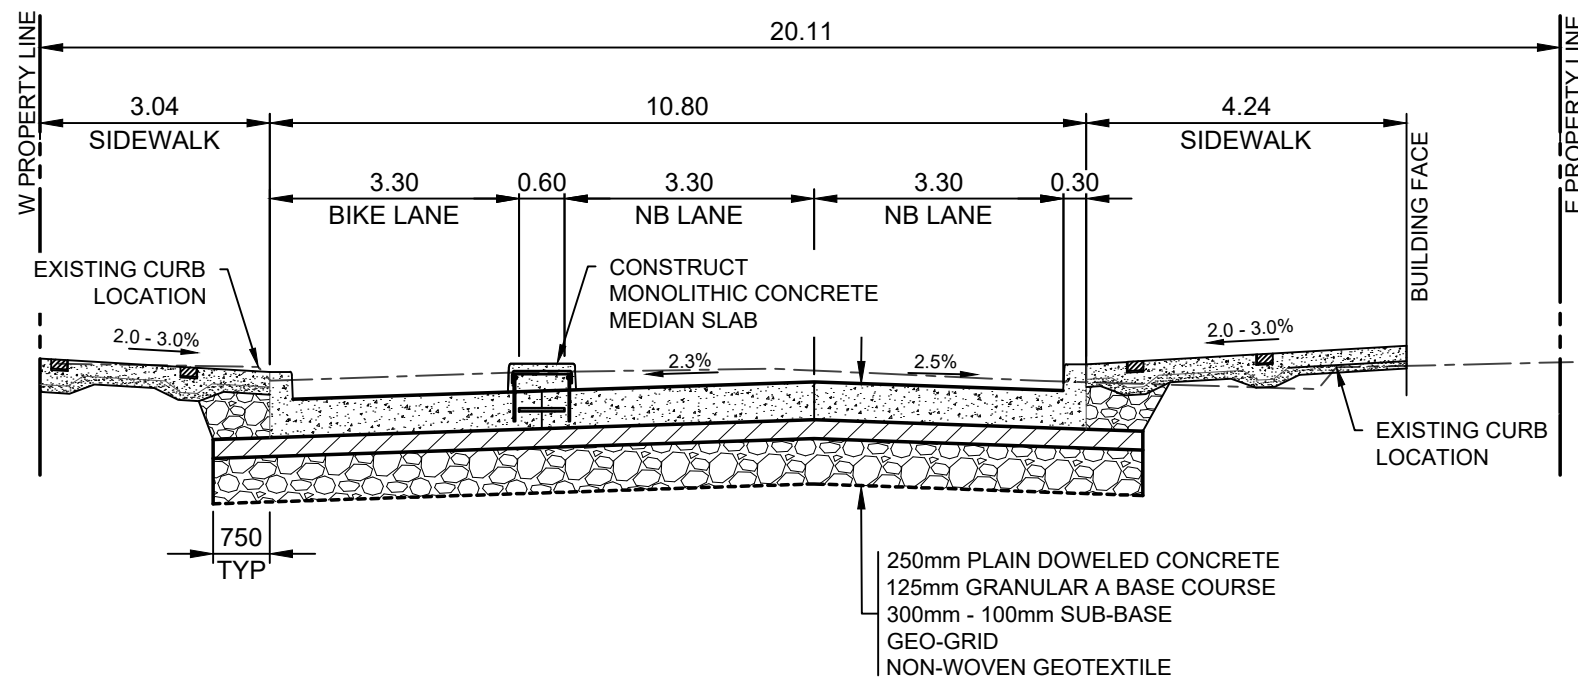 20.11
W PROPERTY LINE
E PROPERTY LINE
3.04
SIDEWALK
10.80
4.24
SIDEWALK
BUILDING FACE
3.30
BIKE LANE
0.60
3.30
NB LANE
3.30
NB LANE
0.30
EXISTING CURB
LOCATION
CONSTRUCT
MONOLITHIC CONCRETE
MEDIAN SLAB
2.0 - 3.0%
2.3%
2.5%
2.0 - 3.0%
EXISTING CURB
LOCATION
750
TYP
250mm PLAIN DOWELED CONCRETE
125mm GRANULAR A BASE COURSE
300mm - 100mm SUB-BASE
GEO-GRID
NON-WOVEN GEOTEXTILE